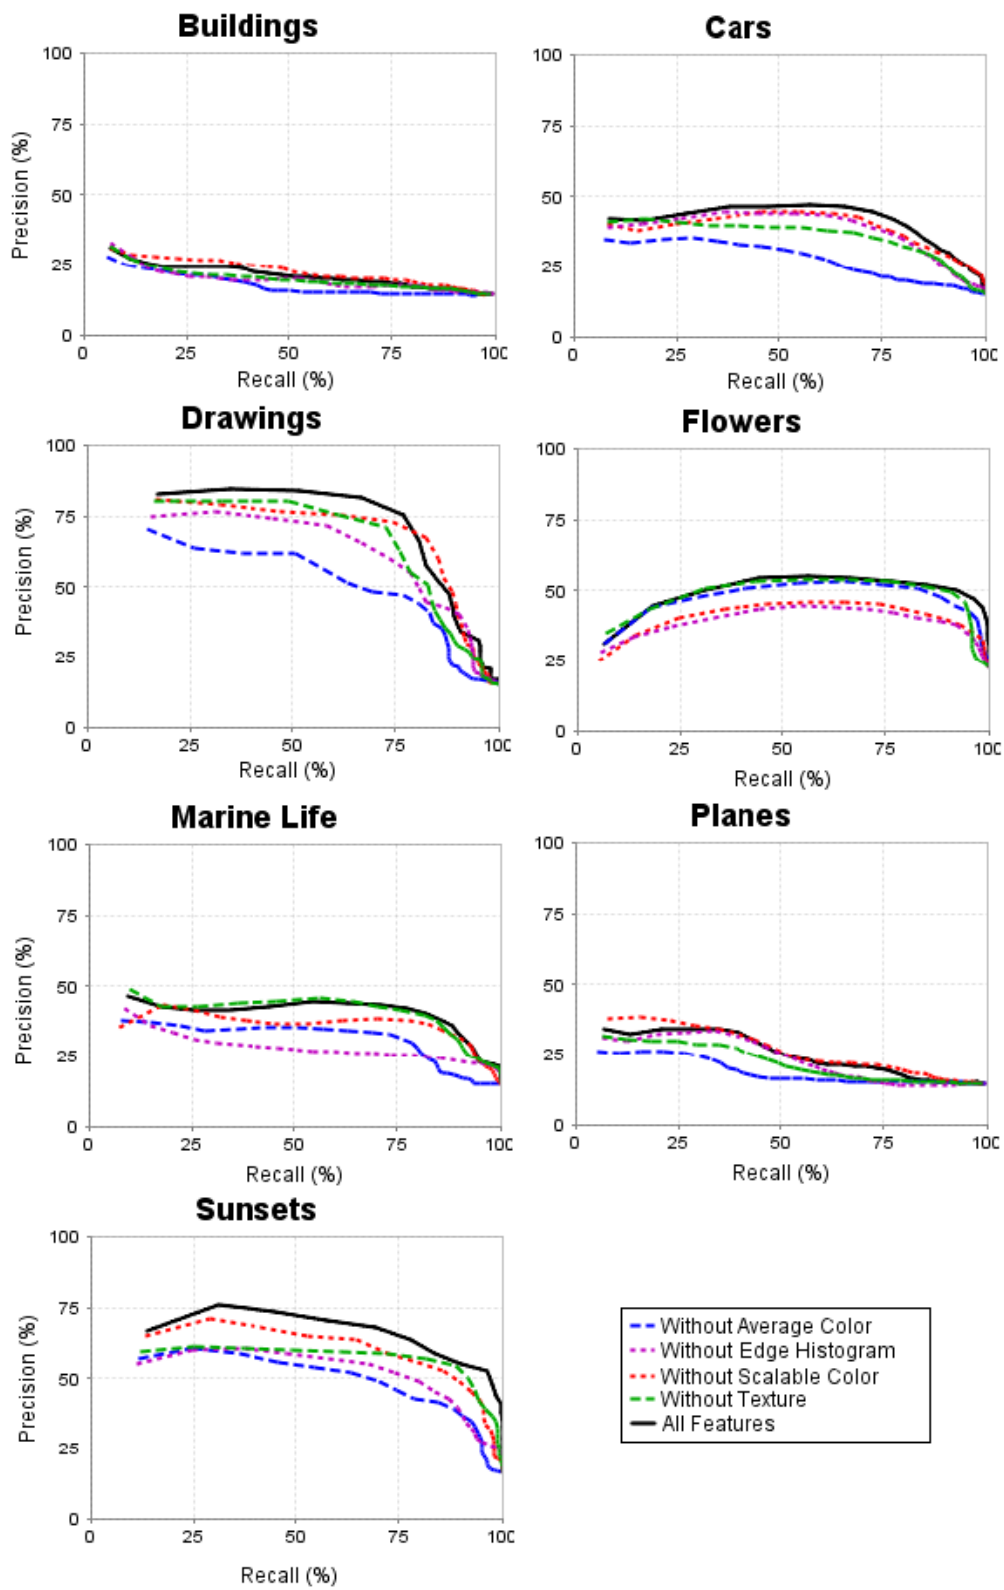 Buildings
Cars
100
75
50
25
0
Precision (%)
0 25 50 75 100
Recall (%)
100
75
50
25
0
0 25 50 75 100
Recall (%)
Drawings
Flowers
100
75
50
25
0
Precision (%)
0 25 50 75 100
Recall (%)
100
75
50
25
0
0 25 50 75 100
Recall (%)
Marine Life
Planes
100
75
50
25
0
Precision (%)
0 25 50 75 100
Recall (%)
100
75
50
25
0
0 25 50 75 100
Recall (%)
Sunsets
100
75
50
25
0
Precision (%)
0 25 50 75 100
Recall (%)
Without Average Color
Without Edge Histogram
Without Scalable Color
Without Texture
All Features